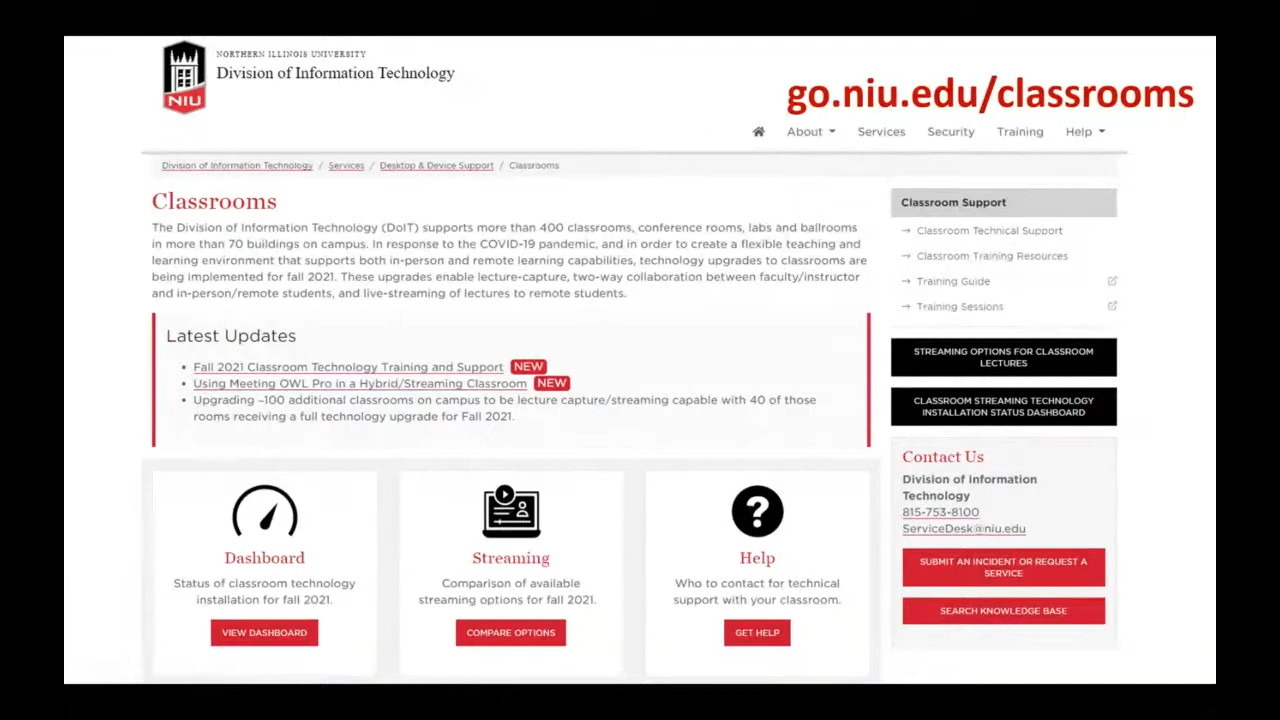 NORTHERN ILLINOIS UNIVERSITY
Division of Information Technology
NIU
go.niu.edu/classrooms
About Services Security Training Help
Division of Information Technology / Services / Desktop & Device Support / Classrooms
Classrooms
The Division of Information Technology (DoIT) supports more than 400 classrooms, conference rooms, labs and ballrooms
in more than 70 buildings on campus. In response to the COVID-19 pandemic, and in order to create a flexible teaching and
learning environment that supports both in-person and remote learning capabilities, technology upgrades to classrooms are
being implemented for fall 2021. These upgrades enable lecture-capture, two-way collaboration between faculty/instructor
and in-person/remote students, and live-streaming of lectures to remote students.
Latest Updates
• Fall 2021 Classroom Technology Training and Support NEW
• Using Meeting OWL Pro in a Hybrid/Streaming Classroom NEW
• Upgrading ~100 additional classrooms on campus to be lecture capture/streaming capable with 40 of those
rooms receiving a full technology upgrade for Fall 2021.
Dashboard
Status of classroom technology
installation for fall 2021.
VIEW DASHBOARD
Streaming
Comparison of available
streaming options for fall 2021.
COMPARE OPTIONS
?
Help
Who to contact for technical
support with your classroom.
GET HELP
Classroom Support
→ Classroom Technical Support
→ Classroom Training Resources
→ Training Guide
→ Training Sessions
STREAMING OPTIONS FOR CLASSROOM
LECTURES
CLASSROOM STREAMING TECHNOLOGY
INSTALLATION STATUS DASHBOARD
Contact Us
Division of Information
Technology
815-753-8100
ServiceDesk@niu.edu
SUBMIT AN INCIDENT OR REQUEST A
SERVICE
SEARCH KNOWLEDGE BASE